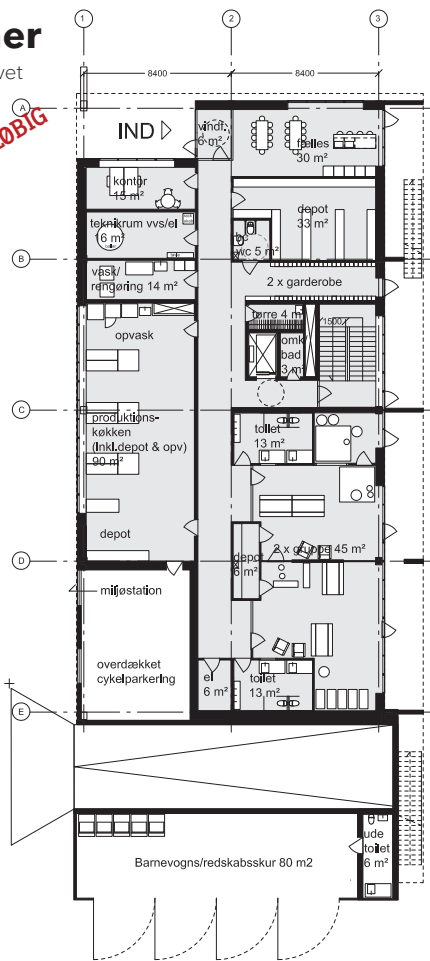 er
vet
ØBIG
1
2
3
8400
8400
A
IND
vindf.
6 m²
fælles
30 m²
kontor
15 m²
depot
33 m²
teknikrum vvs/el
16 m²
wc 5 m²
B
vask/
rengøring 14 m²
2 x garderobe
tørre 4 m²
1500
opvask
omk
bad
3 m²
C
produktions-
køkken
(Inkl.depot & opv)
90 m²
toilet
13 m²
depot
2 x gruppe 45 m²
depot
6 m²
D
miljøstation
overdækket
cykelparkering
el
6 m²
toilet
13 m²
E
Barnevogns/redskabsskur 80 m2
ude
toilet
6 m²